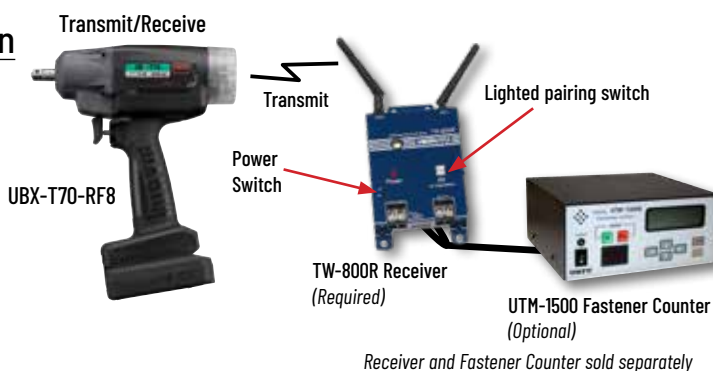 n
Transmit/Receive
Transmit
Lighted pairing switch
Power
Switch
UBX-T70-RF8
TW-800R Receiver
(Required)
UTM-1500 Fastener Counter
(Optional)
Receiver and Fastener Counter sold separately